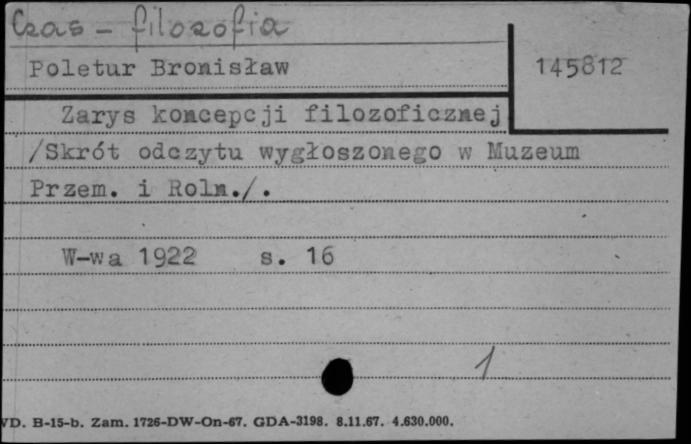 Czas - filozofia
Poletur Bronisław
145812
Zarys koncepcji filozoficznej
/Skrót odczytu wygłoszonego w Muzeum
Przem. i Roln./.
W-wa 1922 s. 16
1
VD. B-15-b. Zam. 1726-DW-On-67. GDA-3198. 8.11.67. 4.630.000.